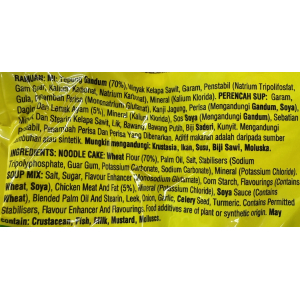 RAMUAN: MI: Tepung Gandum (70%), Minyak Kelapa Sawit, Garam, Penstabil (Natrium Tripolifosfat,
Gam Guar, Kalium Karbonat, Natrium Karbonat), Mineral (Kalium Klorida). PERENCAH SUP: Garam,
Gula, Penambah Perisa (Mononatrium Glutamat), Kanji Jagung, Perisa (Mengandungi Gandum, Soya),
Daging Dan Lemak Ayam (5%), Mineral (Kalium Klorida), Sos Soya (Mengandungi Gandum), Sebatian
Minyak Dan Stearin Kelapa Sawit, Lik, Bawang, Bawang Putih, Biji Saderi, Kunyit. Mengandungi
Penstabil, Perisa Dan Perisa Yang Dibenarkan. Aditif makanan adalah daripada sumber
tumbuhan atau sintetik. Mungkin mengandungi: Krustasia, Ikan, Susu, Biji Sawi, Moluska.
INGREDIENTS: NOODLE CAKE: Wheat Flour (70%), Palm Oil, Salt, Stabilisers (Sodium
Tripolyphosphate, Guar Gum, Potassium Carbonate, Sodium Carbonate), Mineral (Potassium Chloride).
SOUP MIX: Salt, Sugar, Flavour Enhancer (Monosodium Glutamate), Corn Starch, Flavourings (Contains
Wheat, Soya), Chicken Meat And Fat (5%), Mineral (Potassium Chloride), Soya Sauce (Contains
Wheat), Blended Palm Oil And Stearin, Leek, Onion, Garlic, Celery Seed, Turmeric. Contains Permitted
Stabilisers, Flavour Enhancer And Flavourings. Food additives are of plant or synthetic origin. May
contain: Crustacean, Fish, Milk, Mustard, Molluscs.